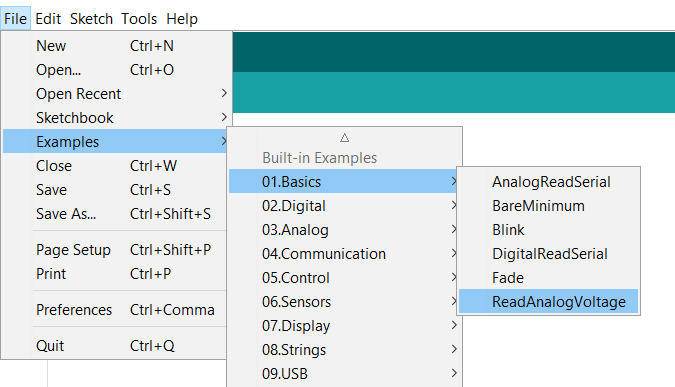 File Edit Sketch Tools Help
New Ctrl+N
Open... Ctrl+O
Open Recent
Sketchbook
Examples
Close Ctrl+W
Save Ctrl+S
Save As... Ctrl+Shift+S
Page Setup Ctrl+Shift+P
Print Ctrl+P
Preferences Ctrl+Comma
Quit Ctrl+Q
Built-in Examples
01.Basics
02.Digital
03.Analog
04.Communication
05.Control
06.Sensors
07.Display
08.Strings
09.USB
AnalogReadSerial
BareMinimum
Blink
DigitalReadSerial
Fade
ReadAnalogVoltage